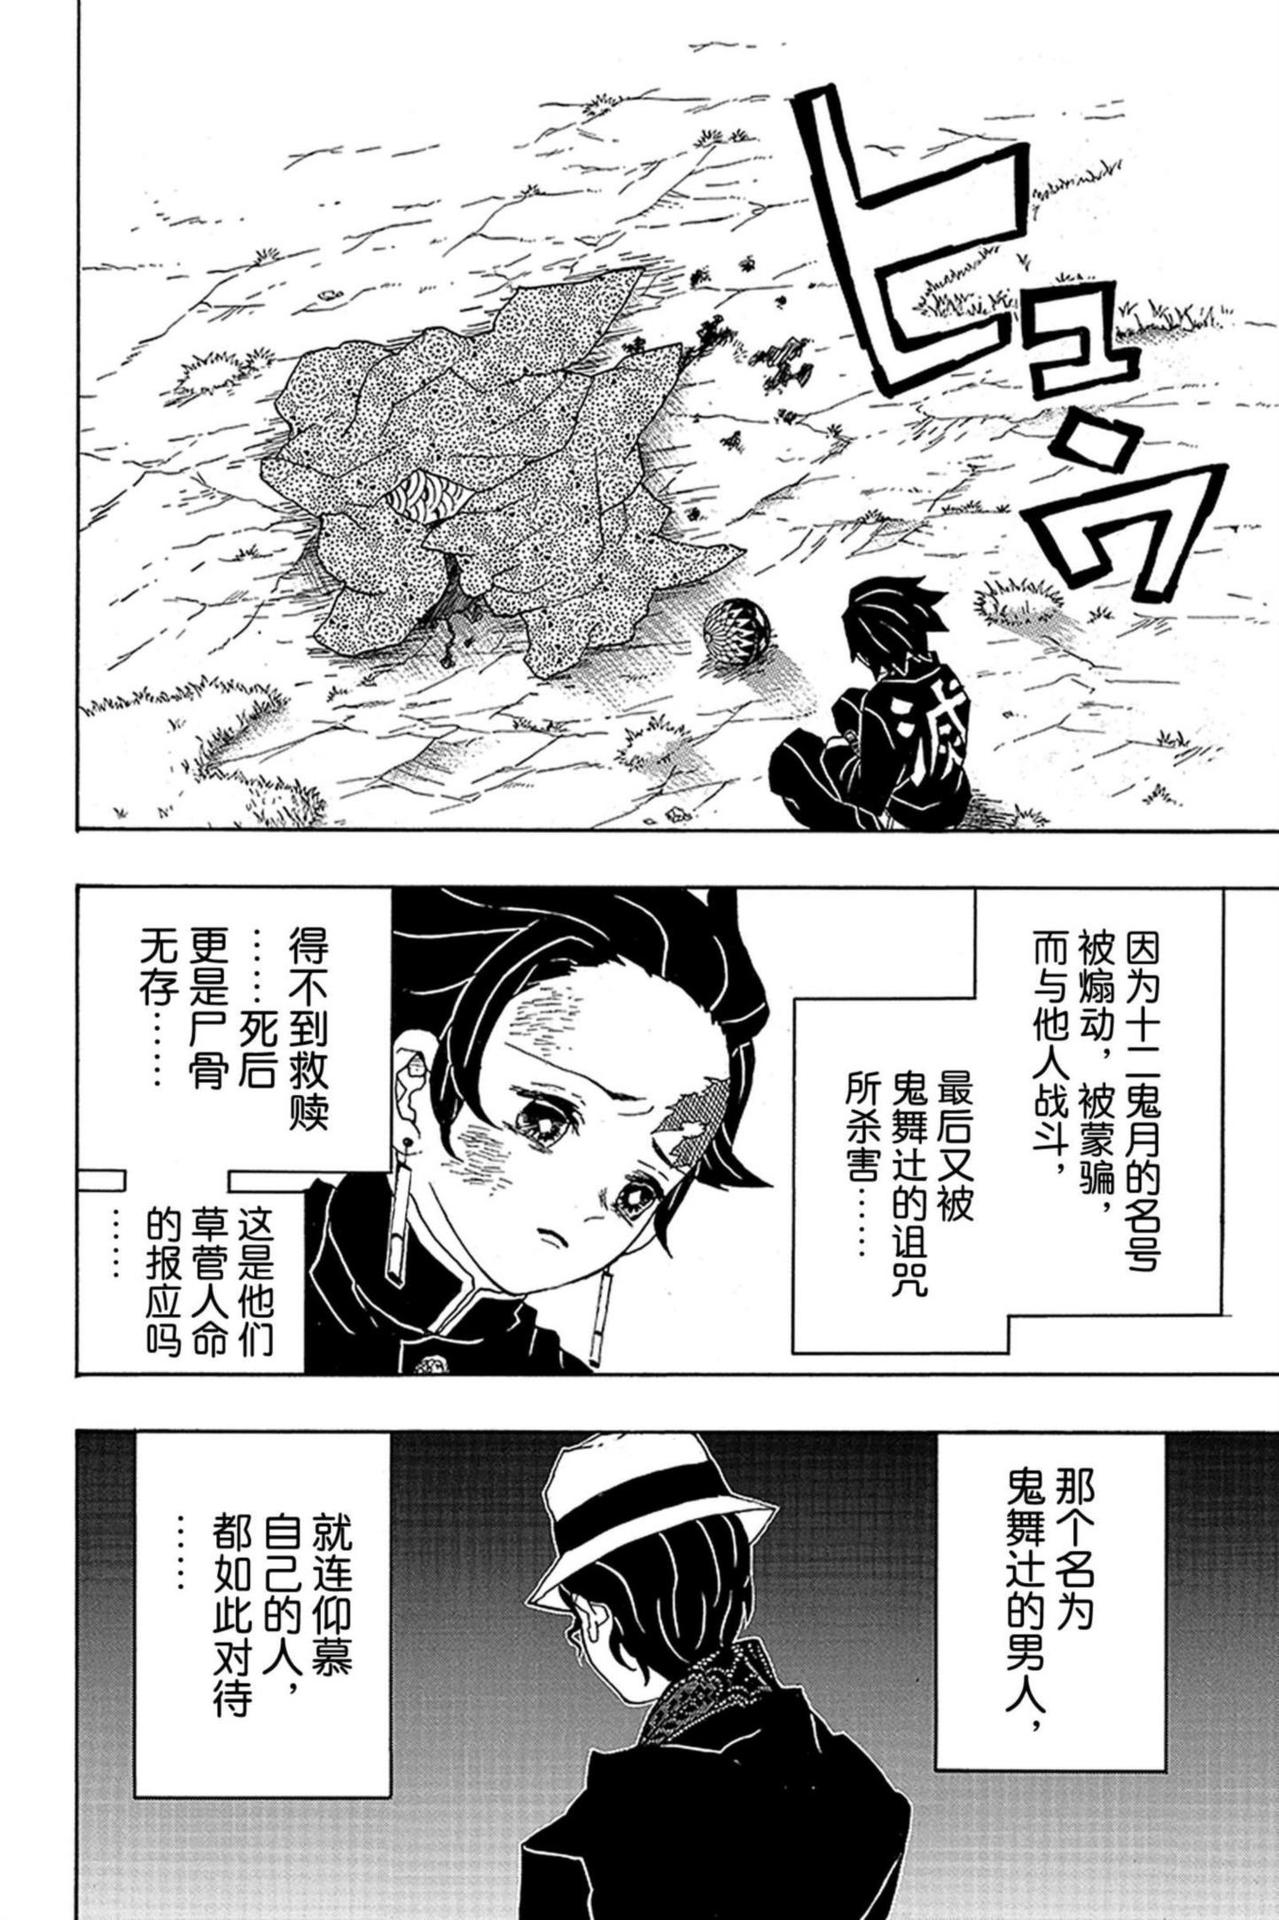 ヒュウ
滅
因为十二鬼月的名号
被煽动，被蒙骗，
而与他人战斗，
最后又被
鬼舞辻的诅咒
所杀害……
得不到救赎
……死后
更是尸骨
无存……
这是他们
草菅人命
的报应吗
……
那个名为
鬼舞辻的男人，
就连仰慕
自己的人，
都如此对待
……